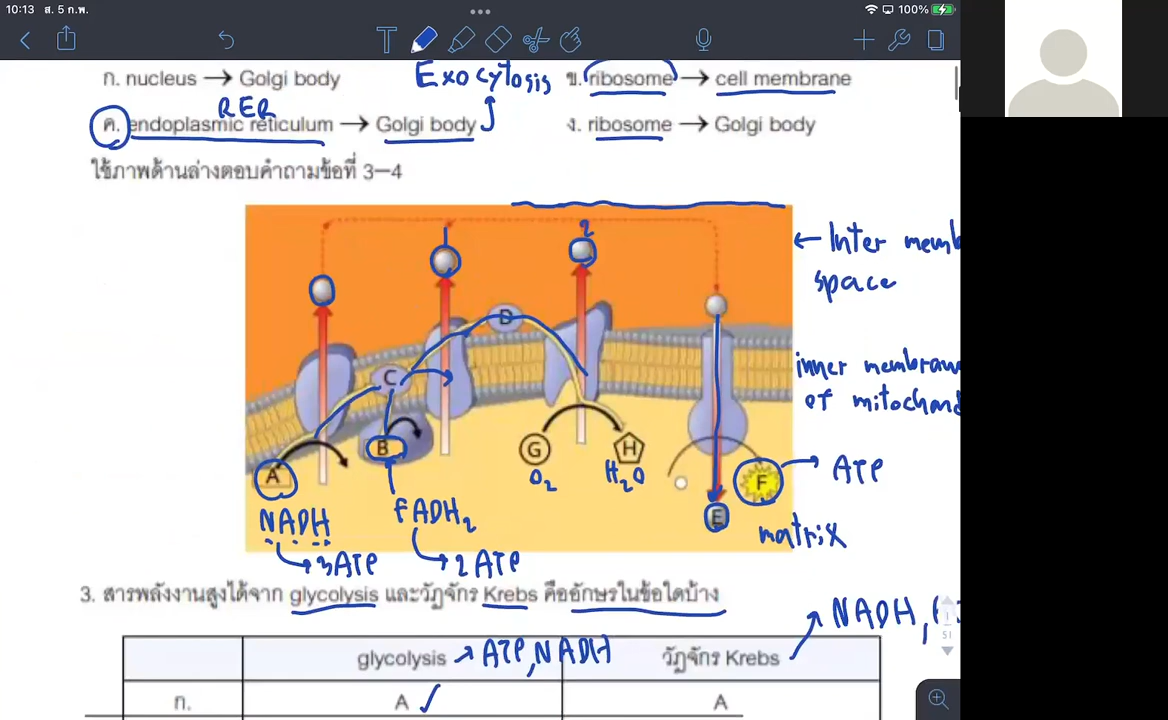 10:13 ส. 5 ก.พ.
100%
T
ก. nucleus → Golgi body
Exocytosis
ข. ribosome → cell membrane
RER
ค. endoplasmic reticulum → Golgi body
ง. ribosome → Golgi body
ใช้ภาพด้านล่างตอบคำถามข้อที่ 3–4
2
← Inter memb
space
D
C
inner membran
of mitochond
B
G
H
A
O2
H2O
F
→ ATP
E
NADH
FADH2
matrix
→ 3ATP
→ 2 ATP
3. สารพลังงานสูงได้จาก glycolysis และวัฏจักร Krebs คืออักษรในข้อใดบ้าง
NADH,
glycolysis → ATP, NADH
วัฏจักร Krebs
ก.
A ✓
A